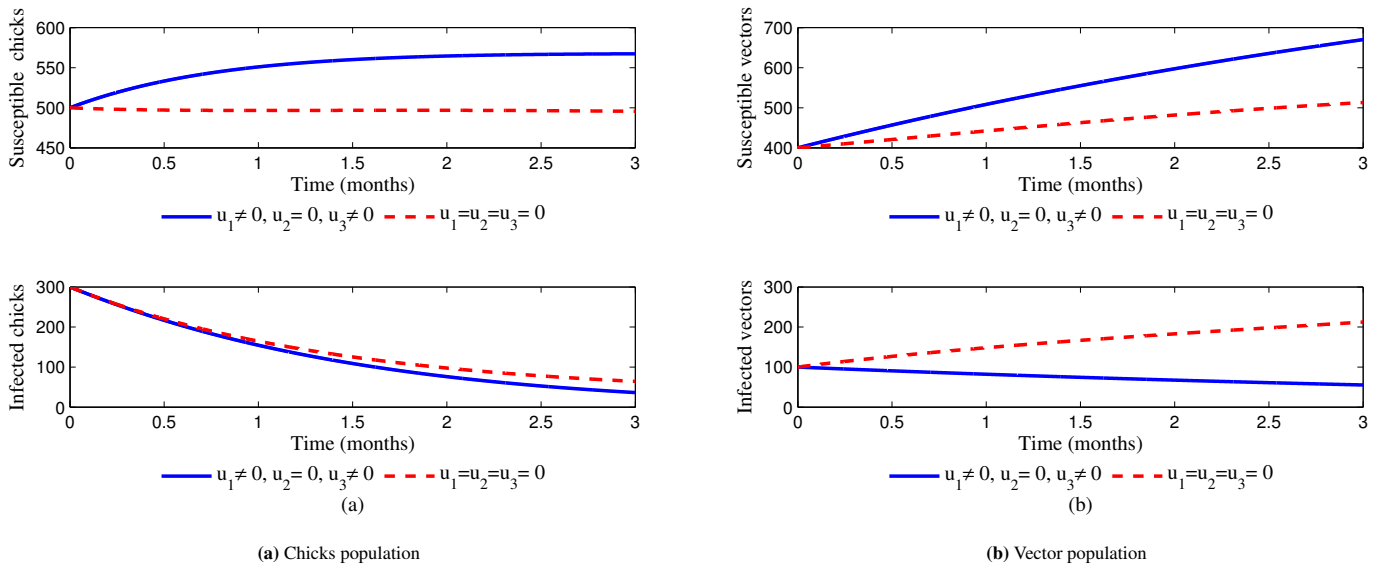 Susceptible chicks
600
550
500
450
0 0.5 1 1.5 2 2.5 3
Time (months)
u1≠ 0, u2= 0, u3≠ 0 u1=u2=u3= 0
Infected chicks
300
200
100
0
0 0.5 1 1.5 2 2.5 3
Time (months)
u1≠ 0, u2= 0, u3≠ 0 u1=u2=u3= 0
(a)
(a) Chicks population
Susceptible vectors
700
600
500
400
0 0.5 1 1.5 2 2.5 3
Time (months)
u1≠ 0, u2= 0, u3≠ 0 u1=u2=u3= 0
Infected vectors
300
200
100
0
0 0.5 1 1.5 2 2.5 3
Time (months)
u1≠ 0, u2= 0, u3≠ 0 u1=u2=u3= 0
(b)
(b) Vector population